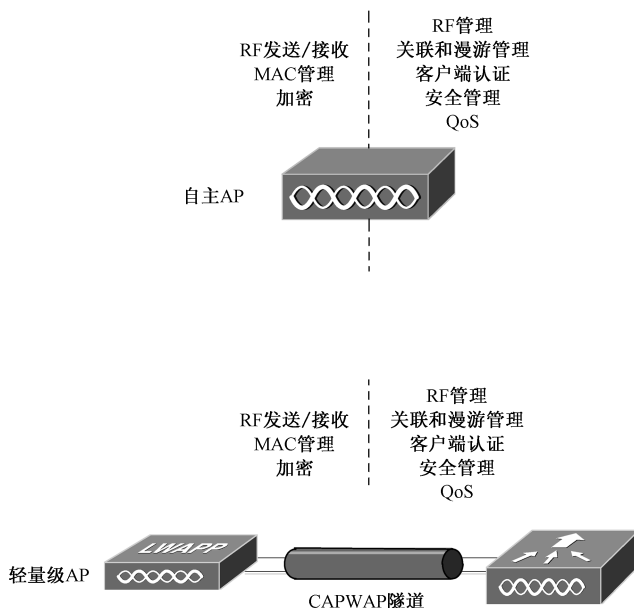 RF发送/接收
MAC管理
加密
RF管理
关联和漫游管理
客户端认证
安全管理
QoS
自主AP
RF发送/接收
MAC管理
加密
RF管理
关联和漫游管理
客户端认证
安全管理
QoS
LWAPP
轻量级AP
CAPWAP隧道